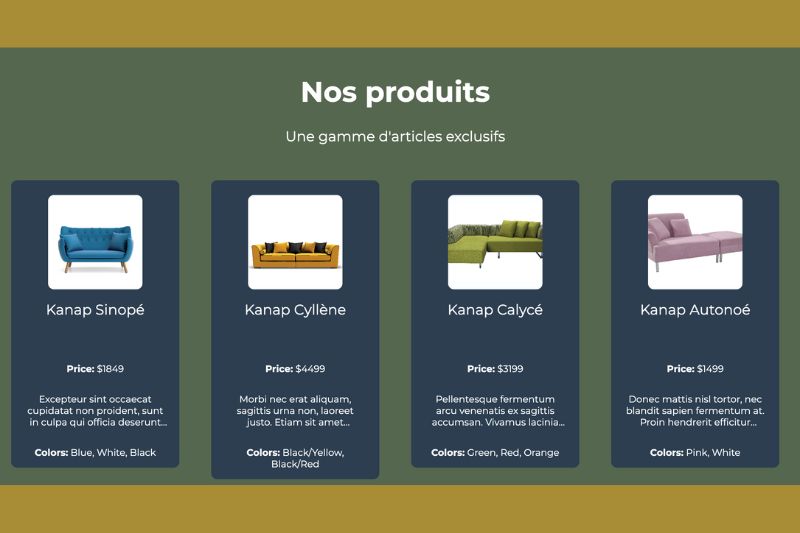 Nos produits
Une gamme d'articles exclusifs
Kanap Sinopé
Price: $1849
Excepteur sint occaecat
cupidatat non proident, sunt
in culpa qui officia deserunt...
Colors: Blue, White, Black
Kanap Cyllène
Price: $4499
Morbi nec erat aliquam,
sagittis urna non, laoreet
justo. Etiam sit amet...
Colors: Black/Yellow,
Black/Red
Kanap Calycé
Price: $3199
Pellentesque fermentum
arcu venenatis ex sagittis
accumsan. Vivamus lacinia...
Colors: Green, Red, Orange
Kanap Autonoé
Price: $1499
Donec mattis nisl tortor, nec
blandit sapien fermentum at.
Proin hendrerit efficitur...
Colors: Pink, White